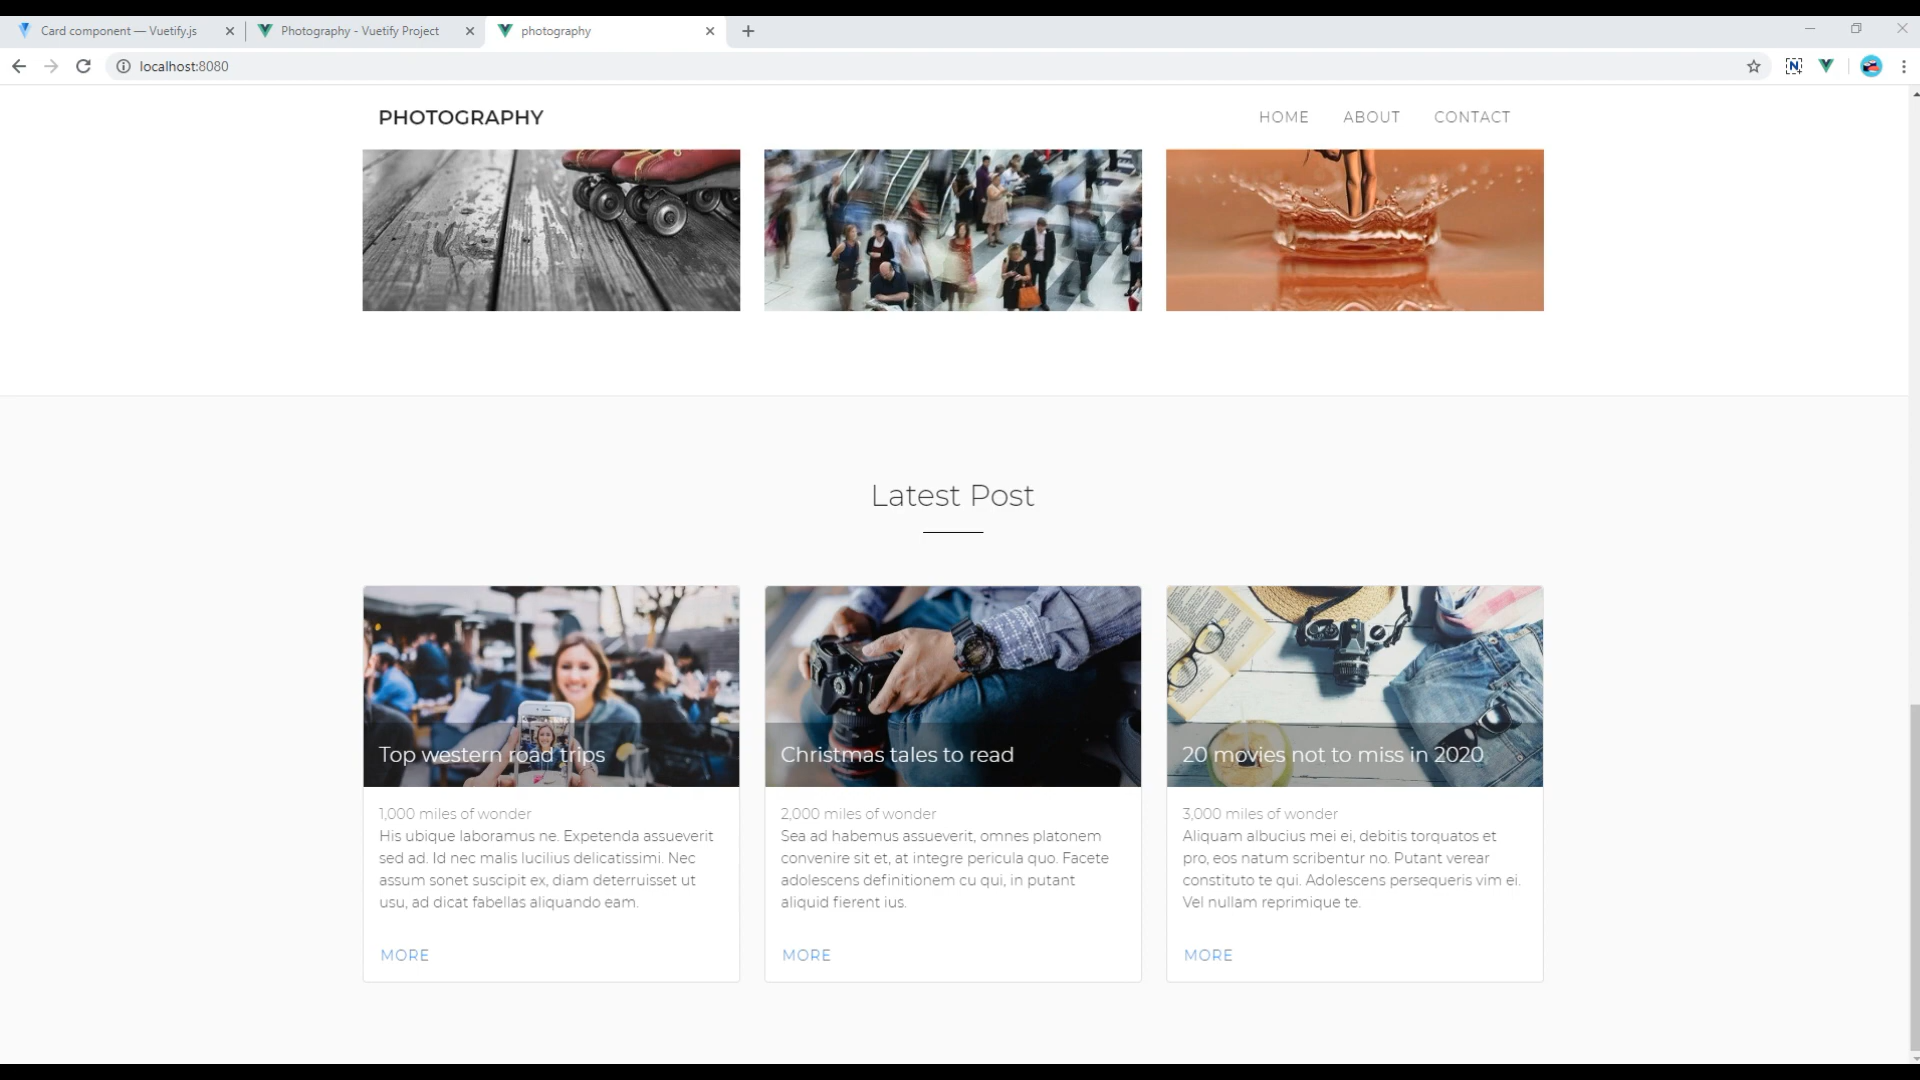 Card component — Vuetify.js
Photography - Vuetify Project
photography
localhost:8080
PHOTOGRAPHY
HOME
ABOUT
CONTACT
Latest Post
Top western road trips
1,000 miles of wonder
His ubique laboramus ne. Expetenda assueverit
sed ad. Id nec malis lucilius delicatissimi. Nec
assum sonet suscipit ex, diam deterruisset ut
usu, ad dicat fabellas aliquando eam.
MORE
Christmas tales to read
2,000 miles of wonder
Sea ad habemus assueverit, omnes platonem
convenire sit et, at integre pericula quo. Facete
adolescens definitionem cu qui, in putant
aliquid fierent ius.
MORE
20 movies not to miss in 2020
3,000 miles of wonder
Aliquam albucius mei ei, debitis torquatos et
pro, eos natum scribentur no. Putant verear
constituto te qui. Adolescens persequeris vim ei.
Vel nullam reprimique te.
MORE